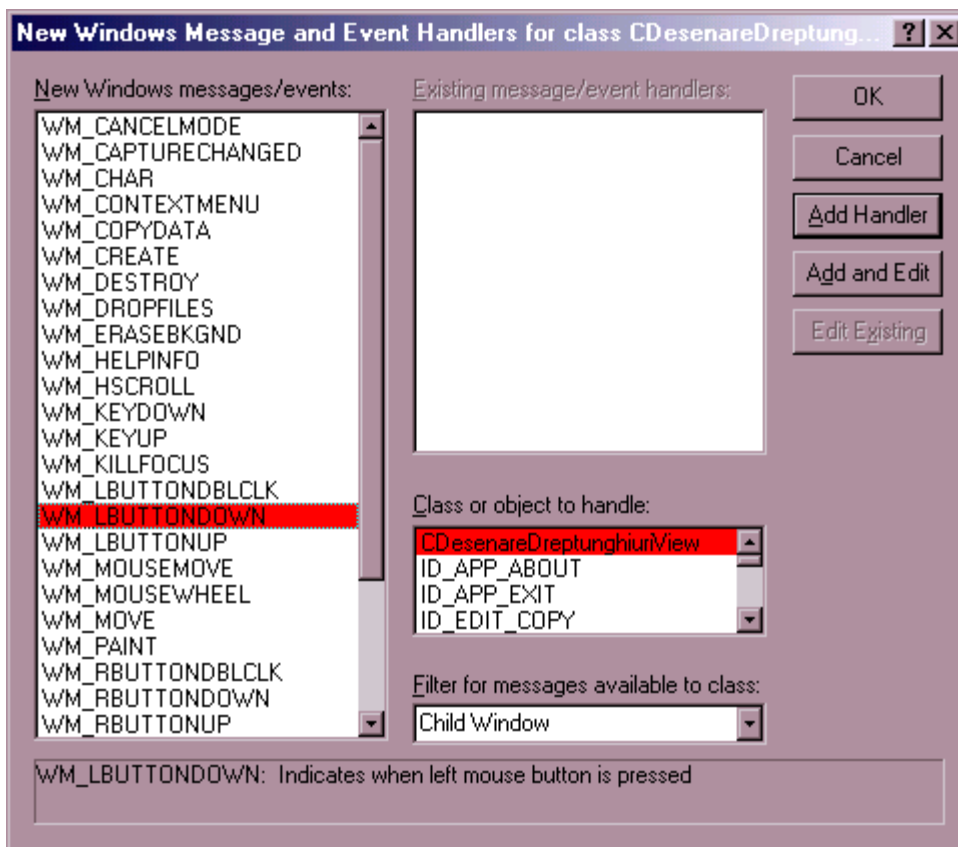 New Windows Message and Event Handlers for class CDesenareDreptung...
New Windows messages/events:
WM_CANCELMODE
WM_CAPTURECHANGED
WM_CHAR
WM_CONTEXTMENU
WM_COPYDATA
WM_CREATE
WM_DESTROY
WM_DROPFILES
WM_ERASEBKGND
WM_HELPINFO
WM_HSCROLL
WM_KEYDOWN
WM_KEYUP
WM_KILLFOCUS
WM_LBUTTONDBLCLK
WM_LBUTTONDOWN
WM_LBUTTONUP
WM_MOUSEMOVE
WM_MOUSEWHEEL
WM_MOVE
WM_PAINT
WM_RBUTTONDBLCLK
WM_RBUTTONDOWN
WM_RBUTTONUP
Existing message/event handlers:
Class or object to handle:
CDesenareDreptunghiuriView
ID_APP_ABOUT
ID_APP_EXIT
ID_EDIT_COPY
Filter for messages available to class:
Child Window
OK
Cancel
Add Handler
Add and Edit
Edit Existing
WM_LBUTTONDOWN: Indicates when left mouse button is pressed